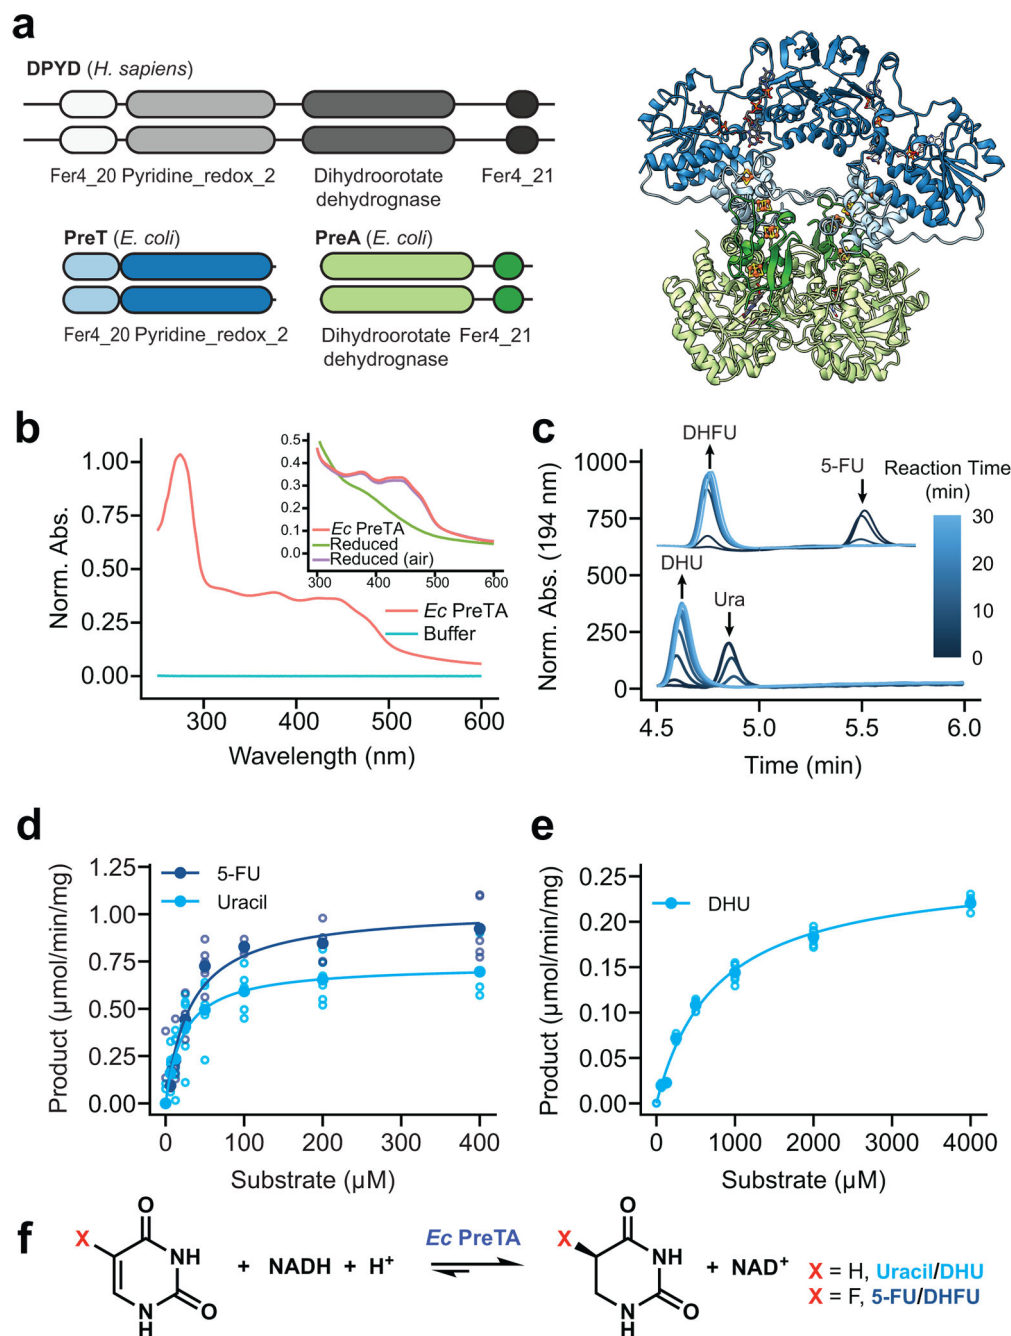 a
DPYD (H. sapiens)
Fer4_20 Pyridine_redox_2 Dihydroorotate dehydrognase Fer4_21
PreT (E. coli)
Fer4_20 Pyridine_redox_2
PreA (E. coli)
Dihydroorotate dehydrognase Fer4_21
b
Norm. Abs.
1.00
0.75
0.50
0.25
0.00
300 400 500 600
Wavelength (nm)
0.5
0.4
0.3
0.2
0.1
0.0
300 400 500 600
Ec PreTA
Reduced
Reduced (air)
Ec PreTA
Buffer
c
Norm. Abs. (194 nm)
1000
750
500
250
0
4.5 5.0 5.5 6.0
Time (min)
DHFU
5-FU
DHU
Ura
Reaction Time
(min)
30
20
10
0
d
Product (µmol/min/mg)
1.25
1.00
0.75
0.50
0.25
0.00
0 100 200 300 400
Substrate (µM)
5-FU
Uracil
e
Product (µmol/min/mg)
0.25
0.20
0.15
0.10
0.05
0.00
0 1000 2000 3000 4000
Substrate (µM)
DHU
f
X O NH O N H
+ NADH + H⁺
Ec PreTA
X O NH O N H
+ NAD⁺
X = H, Uracil/DHU
X = F, 5-FU/DHFU